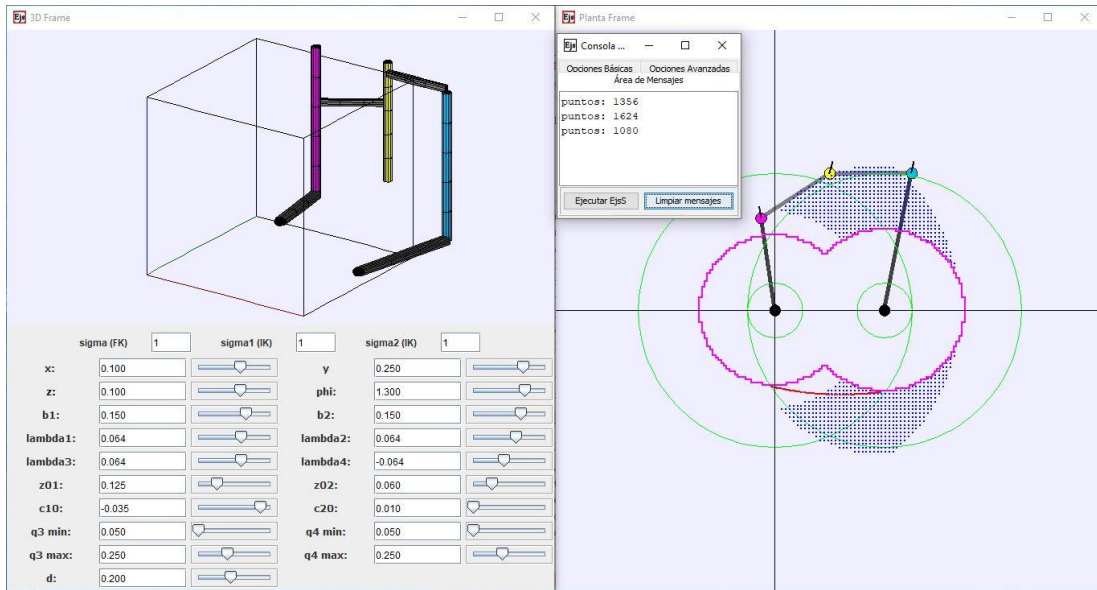 Ejs 3D Frame
sigma (FK) 1 sigma1 (IK) 1 sigma2 (IK) 1
x: 0.100 y 0.250
z: 0.100 phi: 1.300
b1: 0.150 b2: 0.150
lambda1: 0.064 lambda2: 0.064
lambda3: 0.064 lambda4: -0.064
z01: 0.125 z02: 0.060
c10: -0.035 c20: 0.010
q3 min: 0.050 q4 min: 0.050
q3 max: 0.250 q4 max: 0.250
d: 0.200
Ejs Planta Frame
Ejs Consola ...
Opciones Básicas Opciones Avanzadas
Área de Mensajes
puntos: 1356
puntos: 1624
puntos: 1080
Ejecutar EjsS Limpiar mensajes